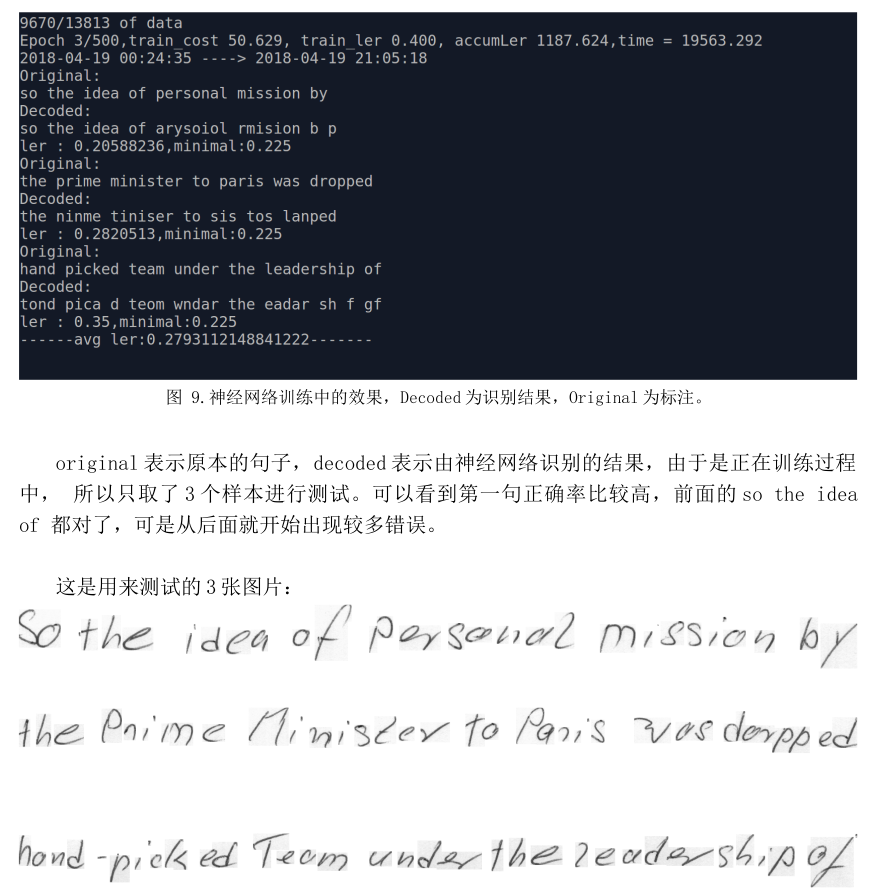 9670/13813 of data
Epoch 3/500,train_cost 50.629, train_ler 0.400, accumLer 1187.624,time = 19563.292
2018-04-19 00:24:35 ----> 2018-04-19 21:05:18
Original:
so the idea of personal mission by
Decoded:
so the idea of arysoiol rmision b p
ler : 0.20588236,minimal:0.225
Original:
the prime minister to paris was dropped
Decoded:
the ninme tiniser to sis tos lanped
ler : 0.2820513,minimal:0.225
Original:
hand picked team under the leadership of
Decoded:
tond pica d teom wndar the eadar sh f gf
ler : 0.35,minimal:0.225
------avg ler:0.2793112148841222-------
图 9.神经网络训练中的效果，Decoded 为识别结果，Original 为标注。
original 表示原本的句子，decoded 表示由神经网络识别的结果，由于是正在训练过程
中， 所以只取了 3 个样本进行测试。可以看到第一句正确率比较高，前面的 so the idea
of 都对了，可是从后面就开始出现较多错误。
这是用来测试的 3 张图片：
So the idea of personal mission by
the Prime Minister to Paris was dorpped
hand-picked Team under the leadership of